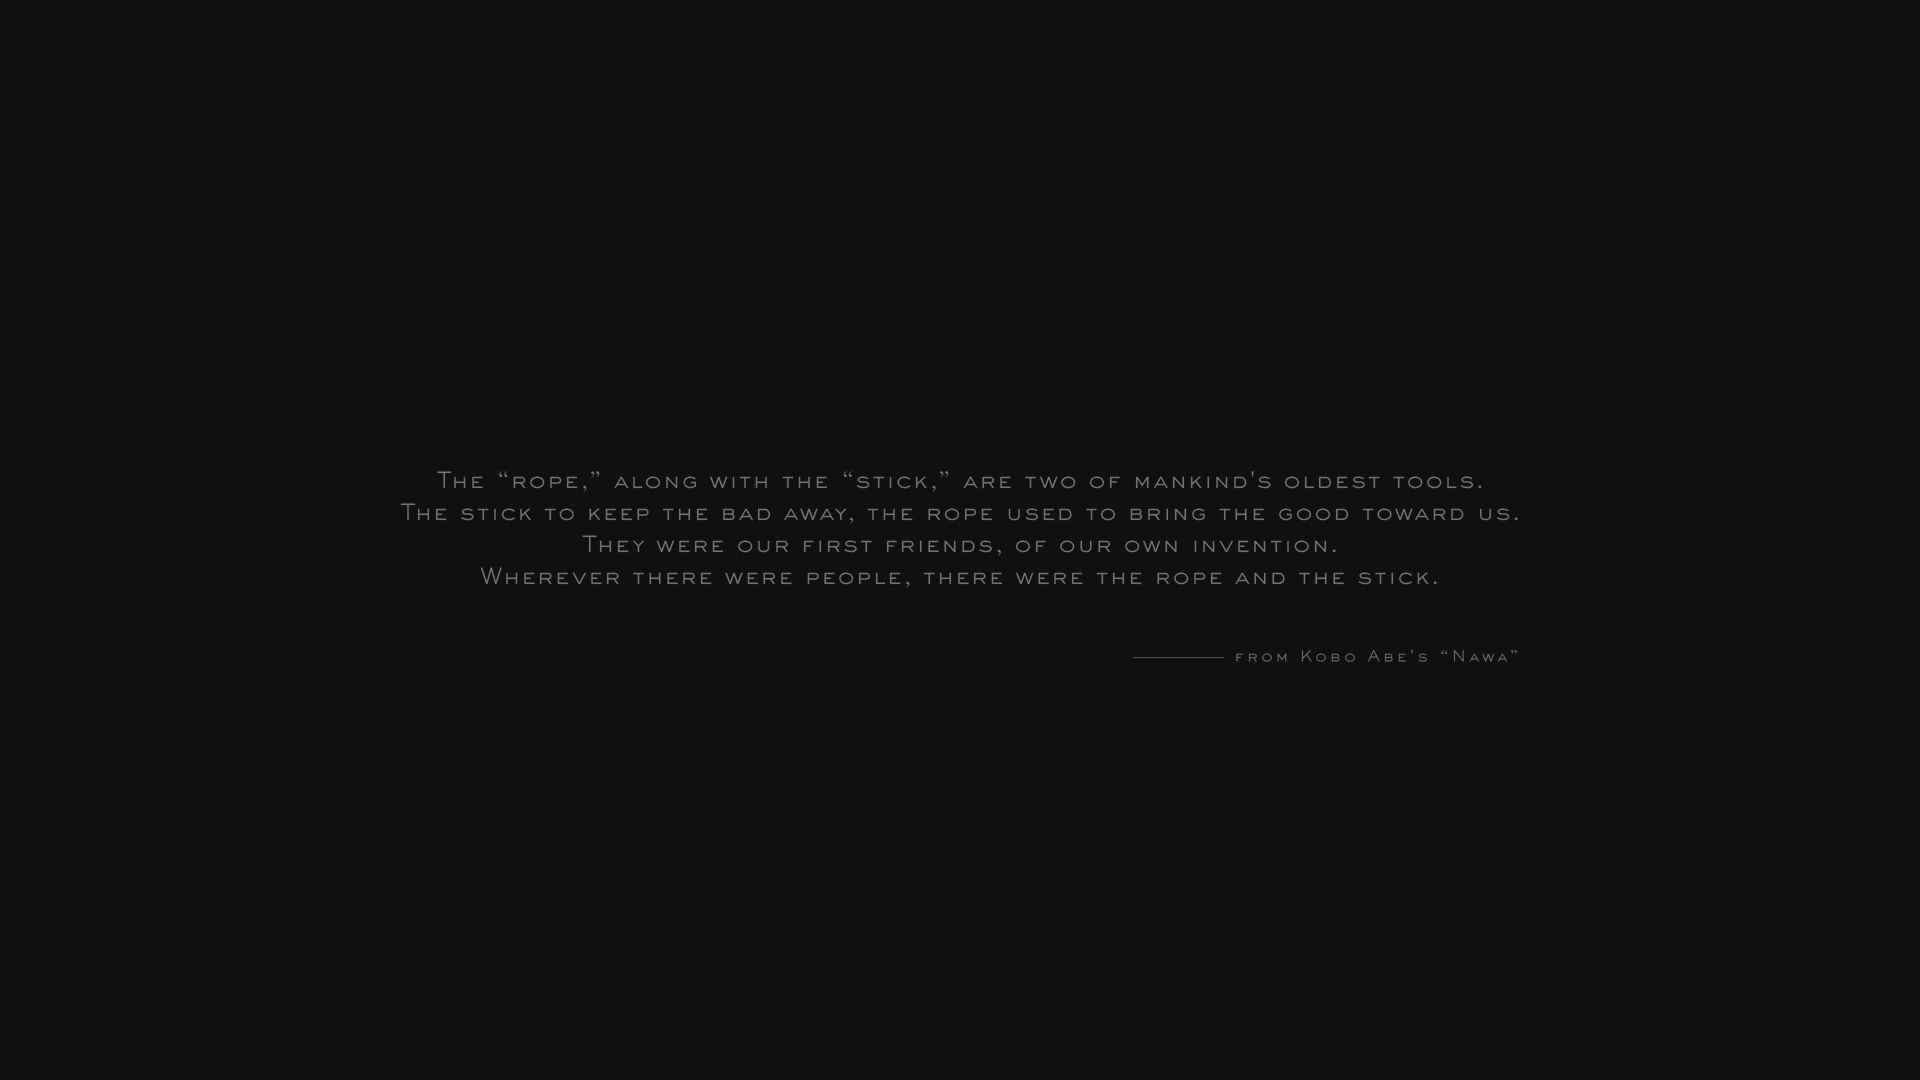 The “rope,” along with the “stick,” are two of mankind's oldest tools.
The stick to keep the bad away, the rope used to bring the good toward us.
They were our first friends, of our own invention.
Wherever there were people, there were the rope and the stick.
from Kobo Abe's “Nawa”